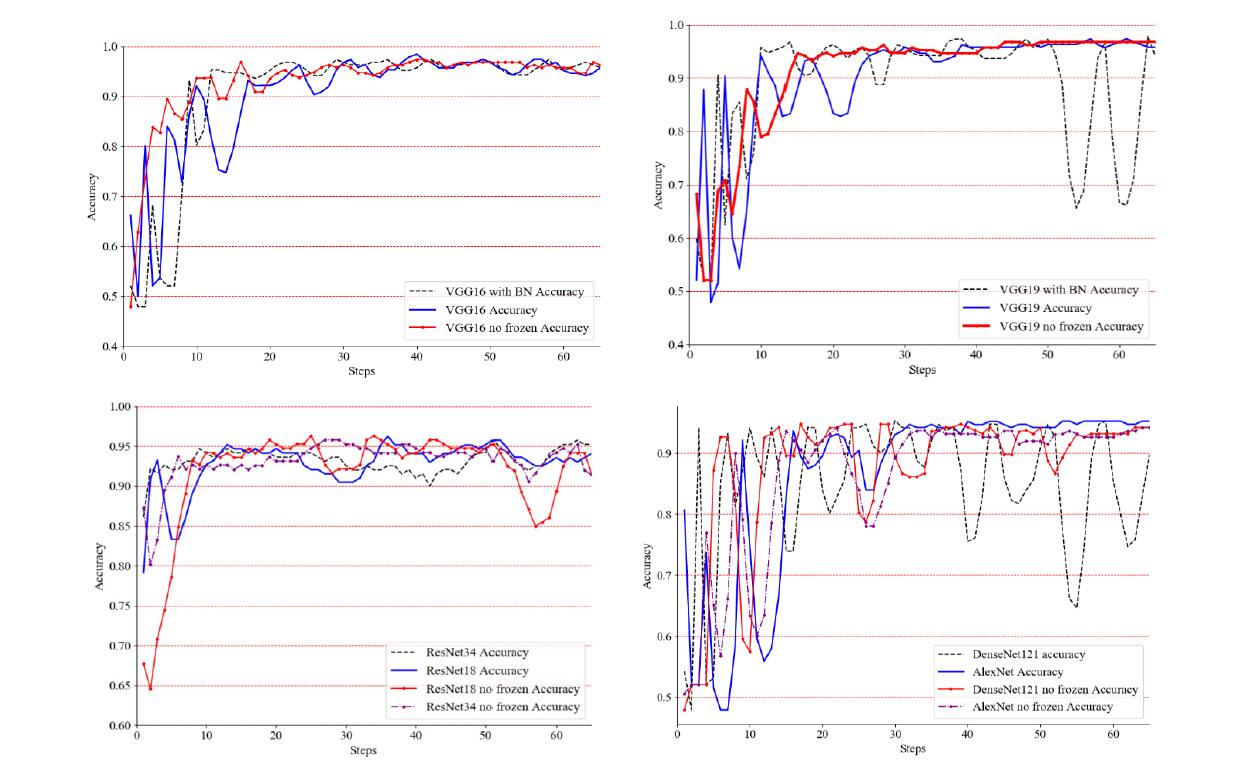 1.0
0.9
0.8
0.7
0.6
0.5
0.4
Accuracy
VGG16 with BN Accuracy
VGG16 Accuracy
VGG16 no frozen Accuracy
0 10 20 30 40 50 60
Steps
1.0
0.9
0.8
0.7
0.6
0.5
0.4
Accuracy
VGG19 with BN Accuracy
VGG19 Accuracy
VGG19 no frozen Accuracy
0 10 20 30 40 50 60
Steps
1.00
0.95
0.90
0.85
0.80
0.75
0.70
0.65
0.60
Accuracy
ResNet34 Accuracy
ResNet18 Accuracy
ResNet18 no frozen Accuracy
ResNet34 no frozen Accuracy
0 10 20 30 40 50 60
Steps
0.9
0.8
0.7
0.6
0.5
Accuracy
DenseNet121 accuracy
AlexNet Accuracy
DenseNet121 no frozen Accuracy
AlexNet no frozen Accuracy
0 10 20 30 40 50 60
Steps